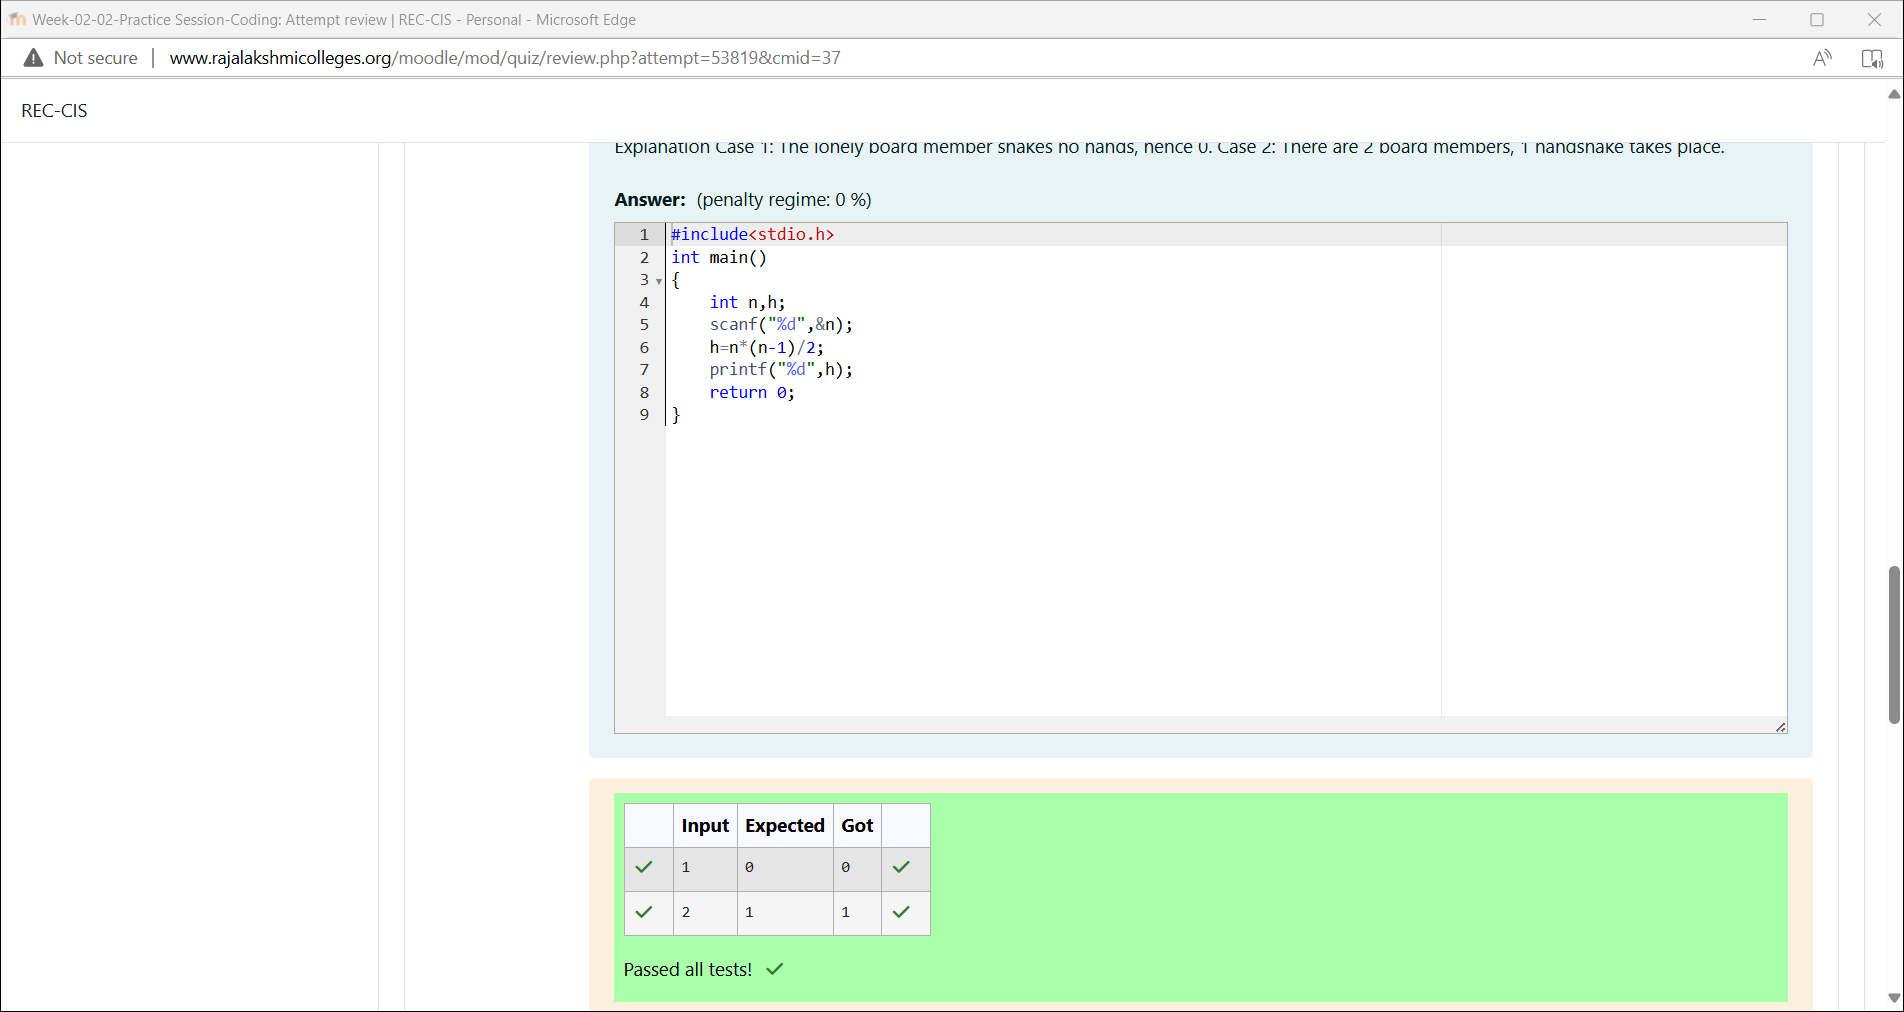 Week-02-02-Practice Session-Coding: Attempt review | REC-CIS - Personal - Microsoft Edge
Not secure | www.rajalakshmicolleges.org/moodle/mod/quiz/review.php?attempt=53819&cmid=37
REC-CIS
Explanation Case 1: The lonely board member shakes no hands, hence 0. Case 2: There are 2 board members, 1 handshake takes place.
Answer: (penalty regime: 0 %)
1 #include<stdio.h>
2 int main()
3 {
4     int n,h;
5     scanf("%d",&n);
6     h=n*(n-1)/2;
7     printf("%d",h);
8     return 0;
9 }
Input Expected Got
1 0 0
2 1 1
Passed all tests!